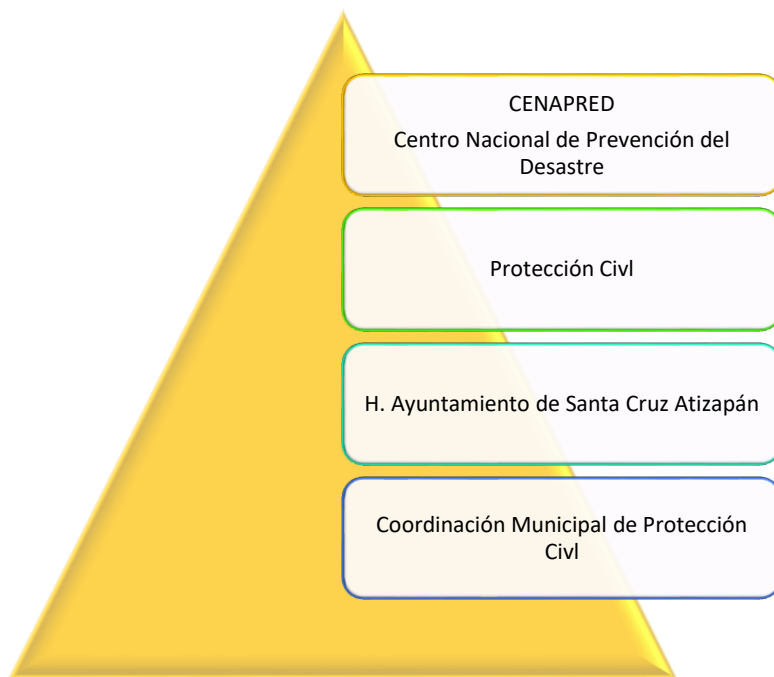 CENAPRED
Centro Nacional de Prevención del
Desastre
Protección Civl
H. Ayuntamiento de Santa Cruz Atizapán
Coordinación Municipal de Protección
Civl